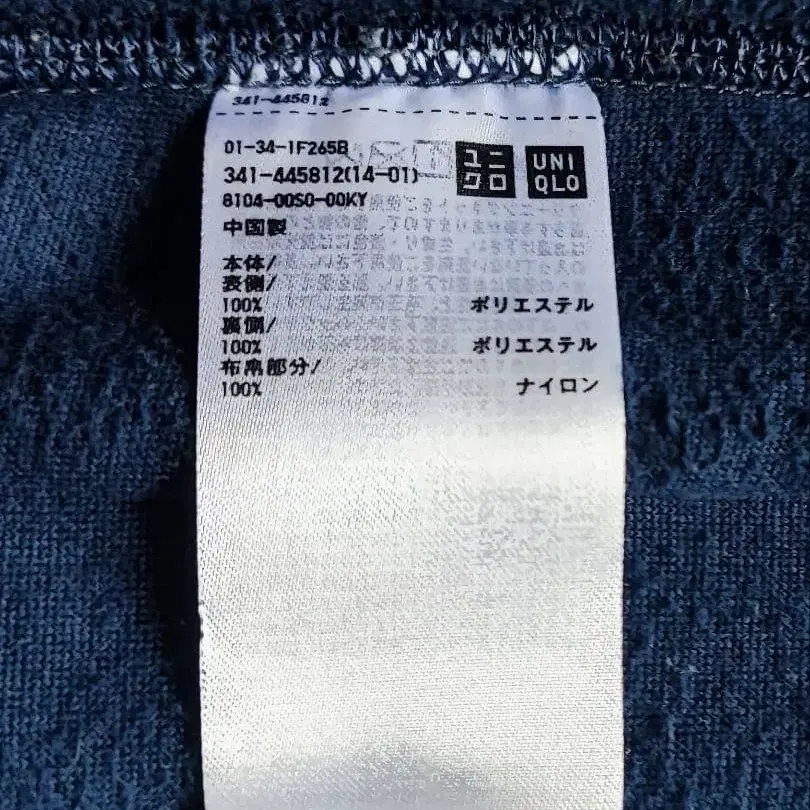 341-445812
01-34-1F265B
341-445812(14-01)
ユニクロ
UNIQLO
8104-00S0-00KY
中国製
本体/
表側/
100% ポリエステル
裏側/
100% ポリエステル
布帛部分/
100% ナイロン